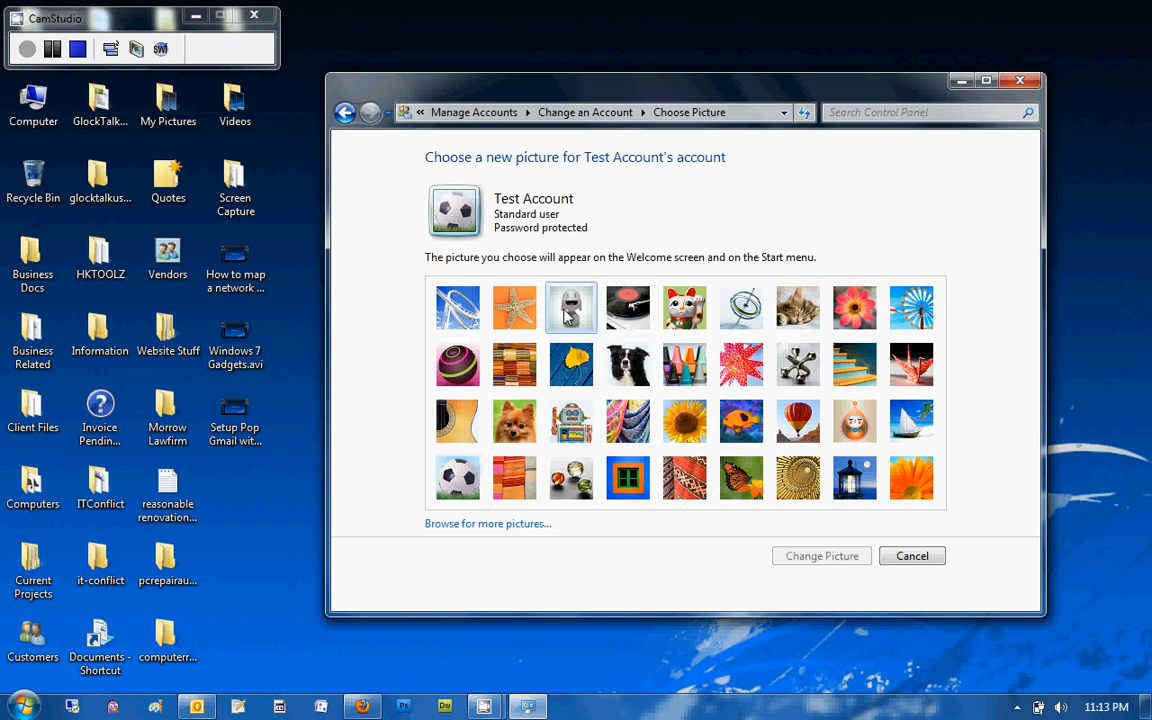 CamStudio
SWF
Computer
GlockTalk...
My Pictures
Videos
« Manage Accounts ▸ Change an Account ▸ Choose Picture
Search Control Panel
Choose a new picture for Test Account's account
Recycle Bin
glocktalkus...
Quotes
Screen
Capture
Test Account
Standard user
Password protected
The picture you choose will appear on the Welcome screen and on the Start menu.
Business
Docs
HKTOOLZ
Vendors
How to map
a network ...
Business
Related
Information
Website Stuff
Windows 7
Gadgets.avi
Client Files
Invoice
Pendin...
Morrow
Lawfirm
Setup Pop
Gmail wit...
Computers
ITConflict
reasonable
renovation...
Browse for more pictures...
Change Picture
Cancel
Current
Projects
it-conflict
pcrepairau...
Customers
Documents -
Shortcut
computerr...
Ps
Dw
11:13 PM